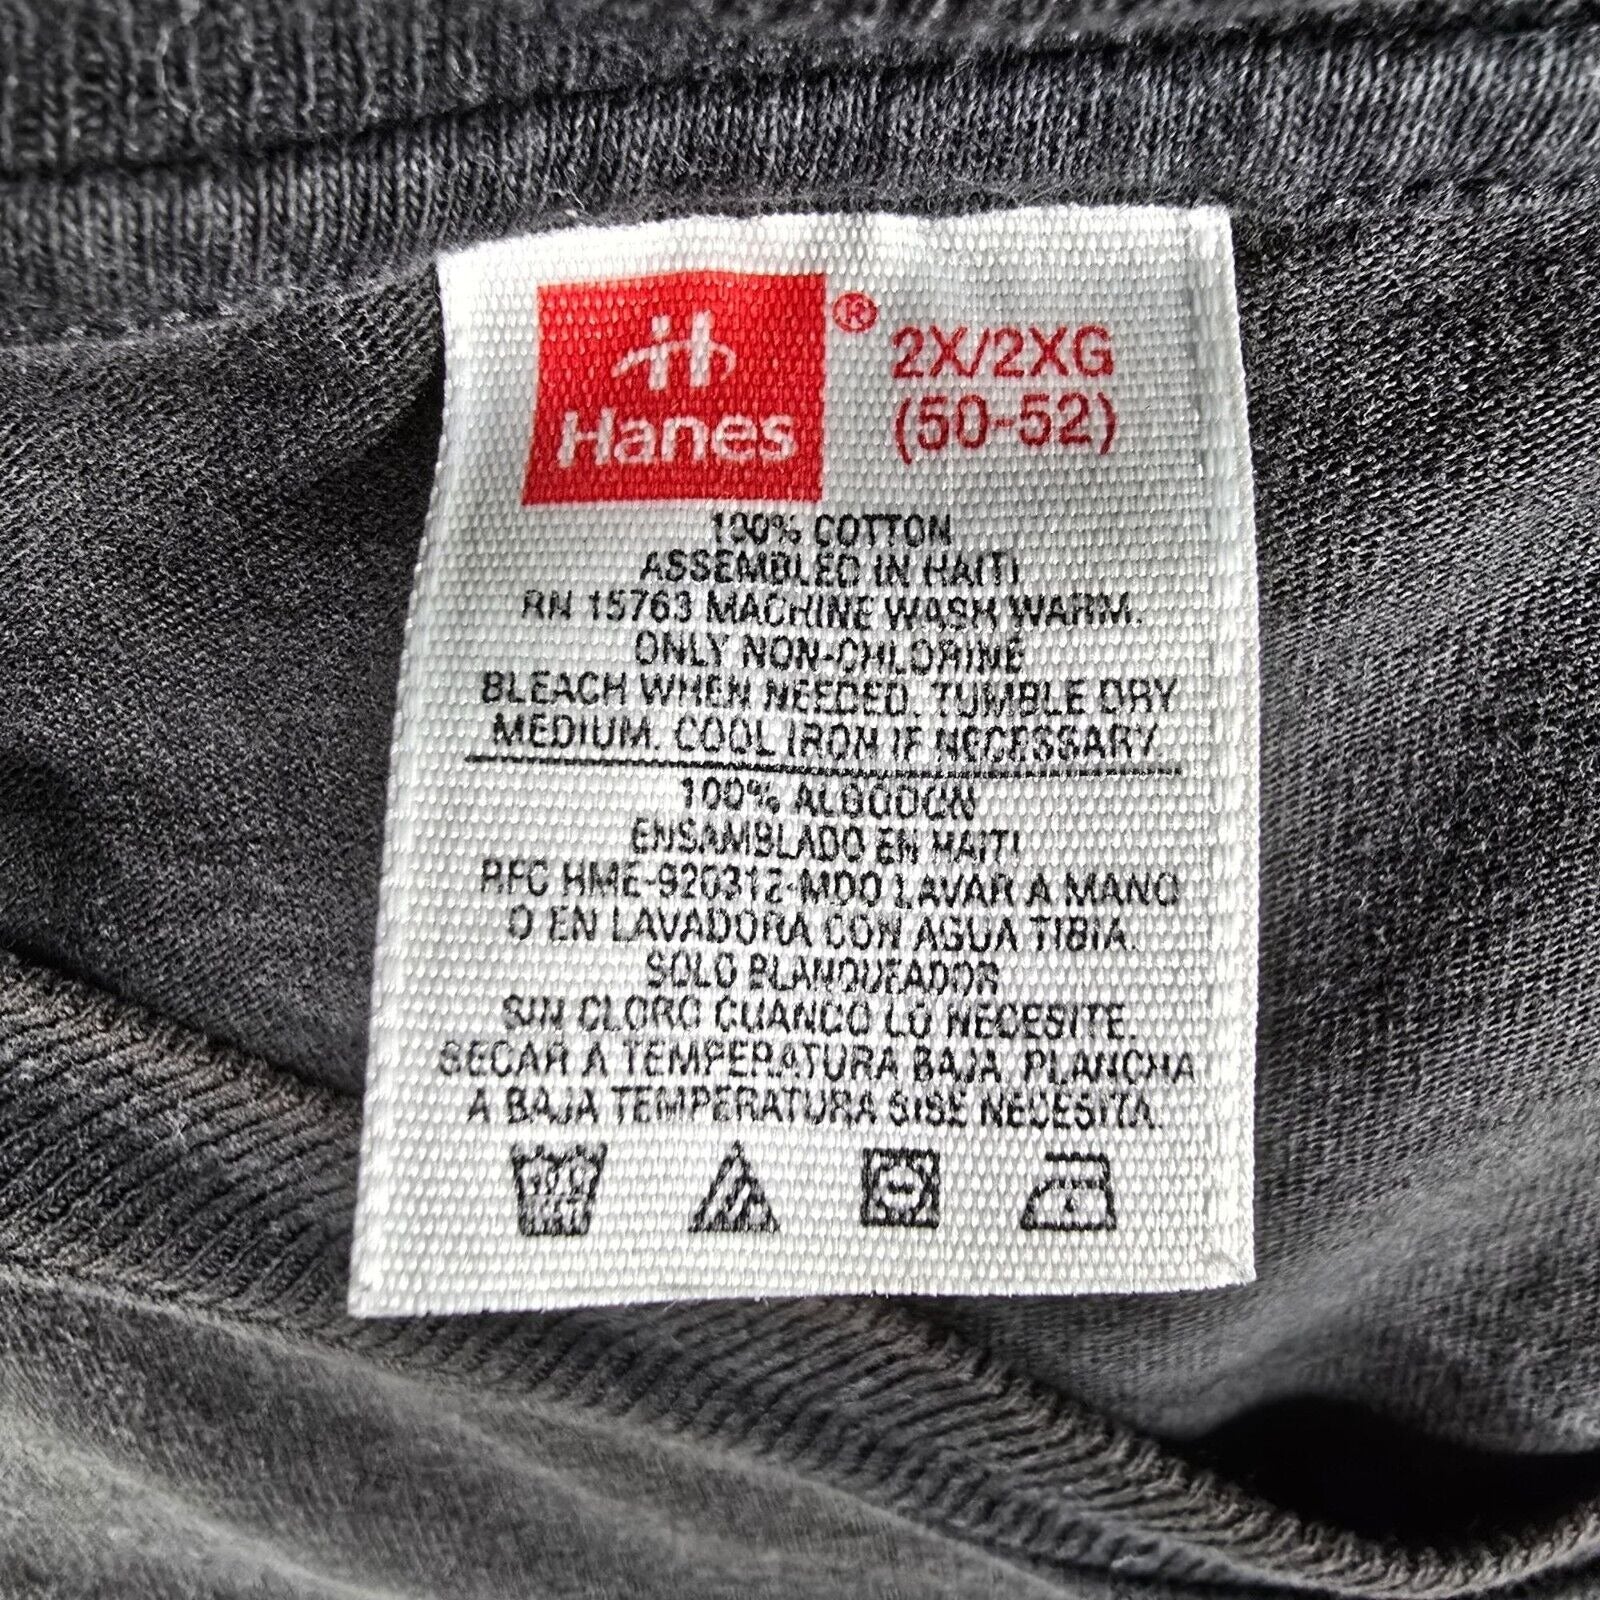 Hanes ®
2X/2XG
(50-52)
100% COTTON
ASSEMBLED IN HAITI
RN 15763 MACHINE WASH WARM.
ONLY NON-CHLORINE
BLEACH WHEN NEEDED. TUMBLE DRY
MEDIUM. COOL IRON IF NECESSARY.
100% ALGODON
ENSAMBLADO EN HAITI
RFC HME-920312-MD0 LAVAR A MANO
O EN LAVADORA CON AGUA TIBIA.
SOLO BLANQUEADOR
SIN CLORO CUANDO LO NECESITE.
SECAR A TEMPERATURA BAJA. PLANCHA
A BAJA TEMPERATURA SISE NECESITA.